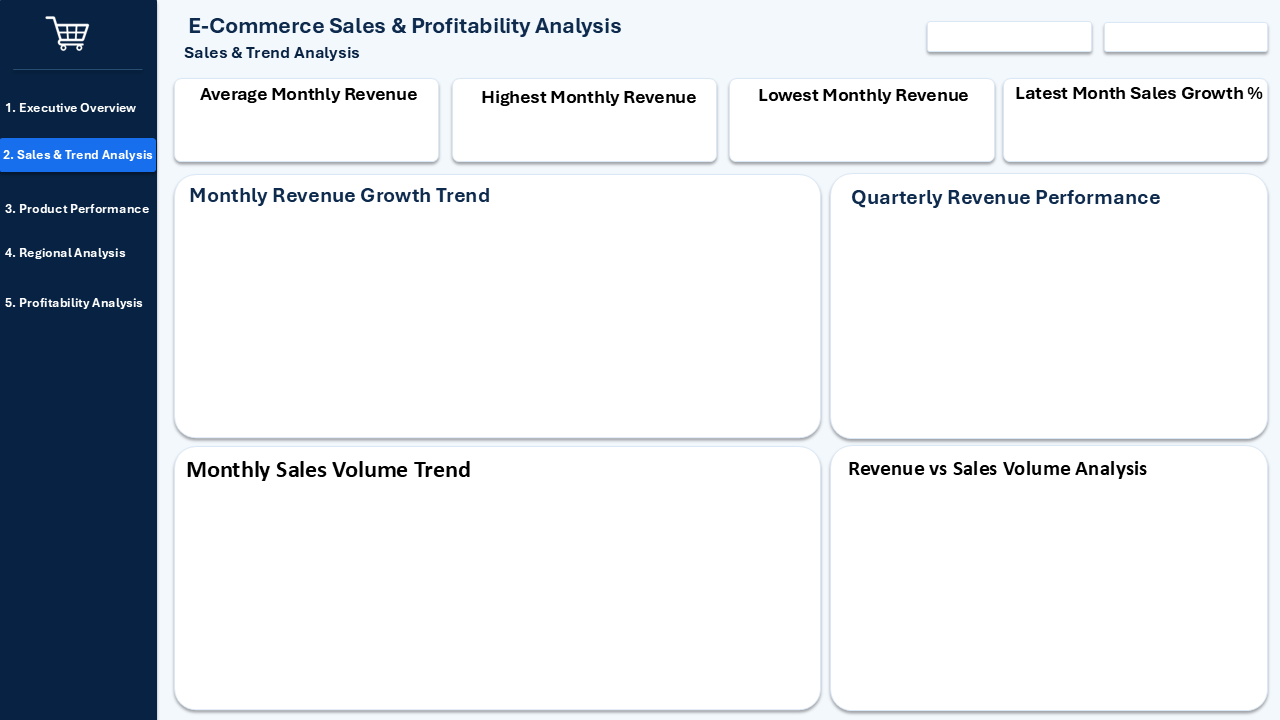 E-Commerce Sales & Profitability Analysis
Sales & Trend Analysis
1. Executive Overview
2. Sales & Trend Analysis
3. Product Performance
4. Regional Analysis
5. Profitability Analysis
Average Monthly Revenue
Highest Monthly Revenue
Lowest Monthly Revenue
Latest Month Sales Growth %
Monthly Revenue Growth Trend
Quarterly Revenue Performance
Monthly Sales Volume Trend
Revenue vs Sales Volume Analysis